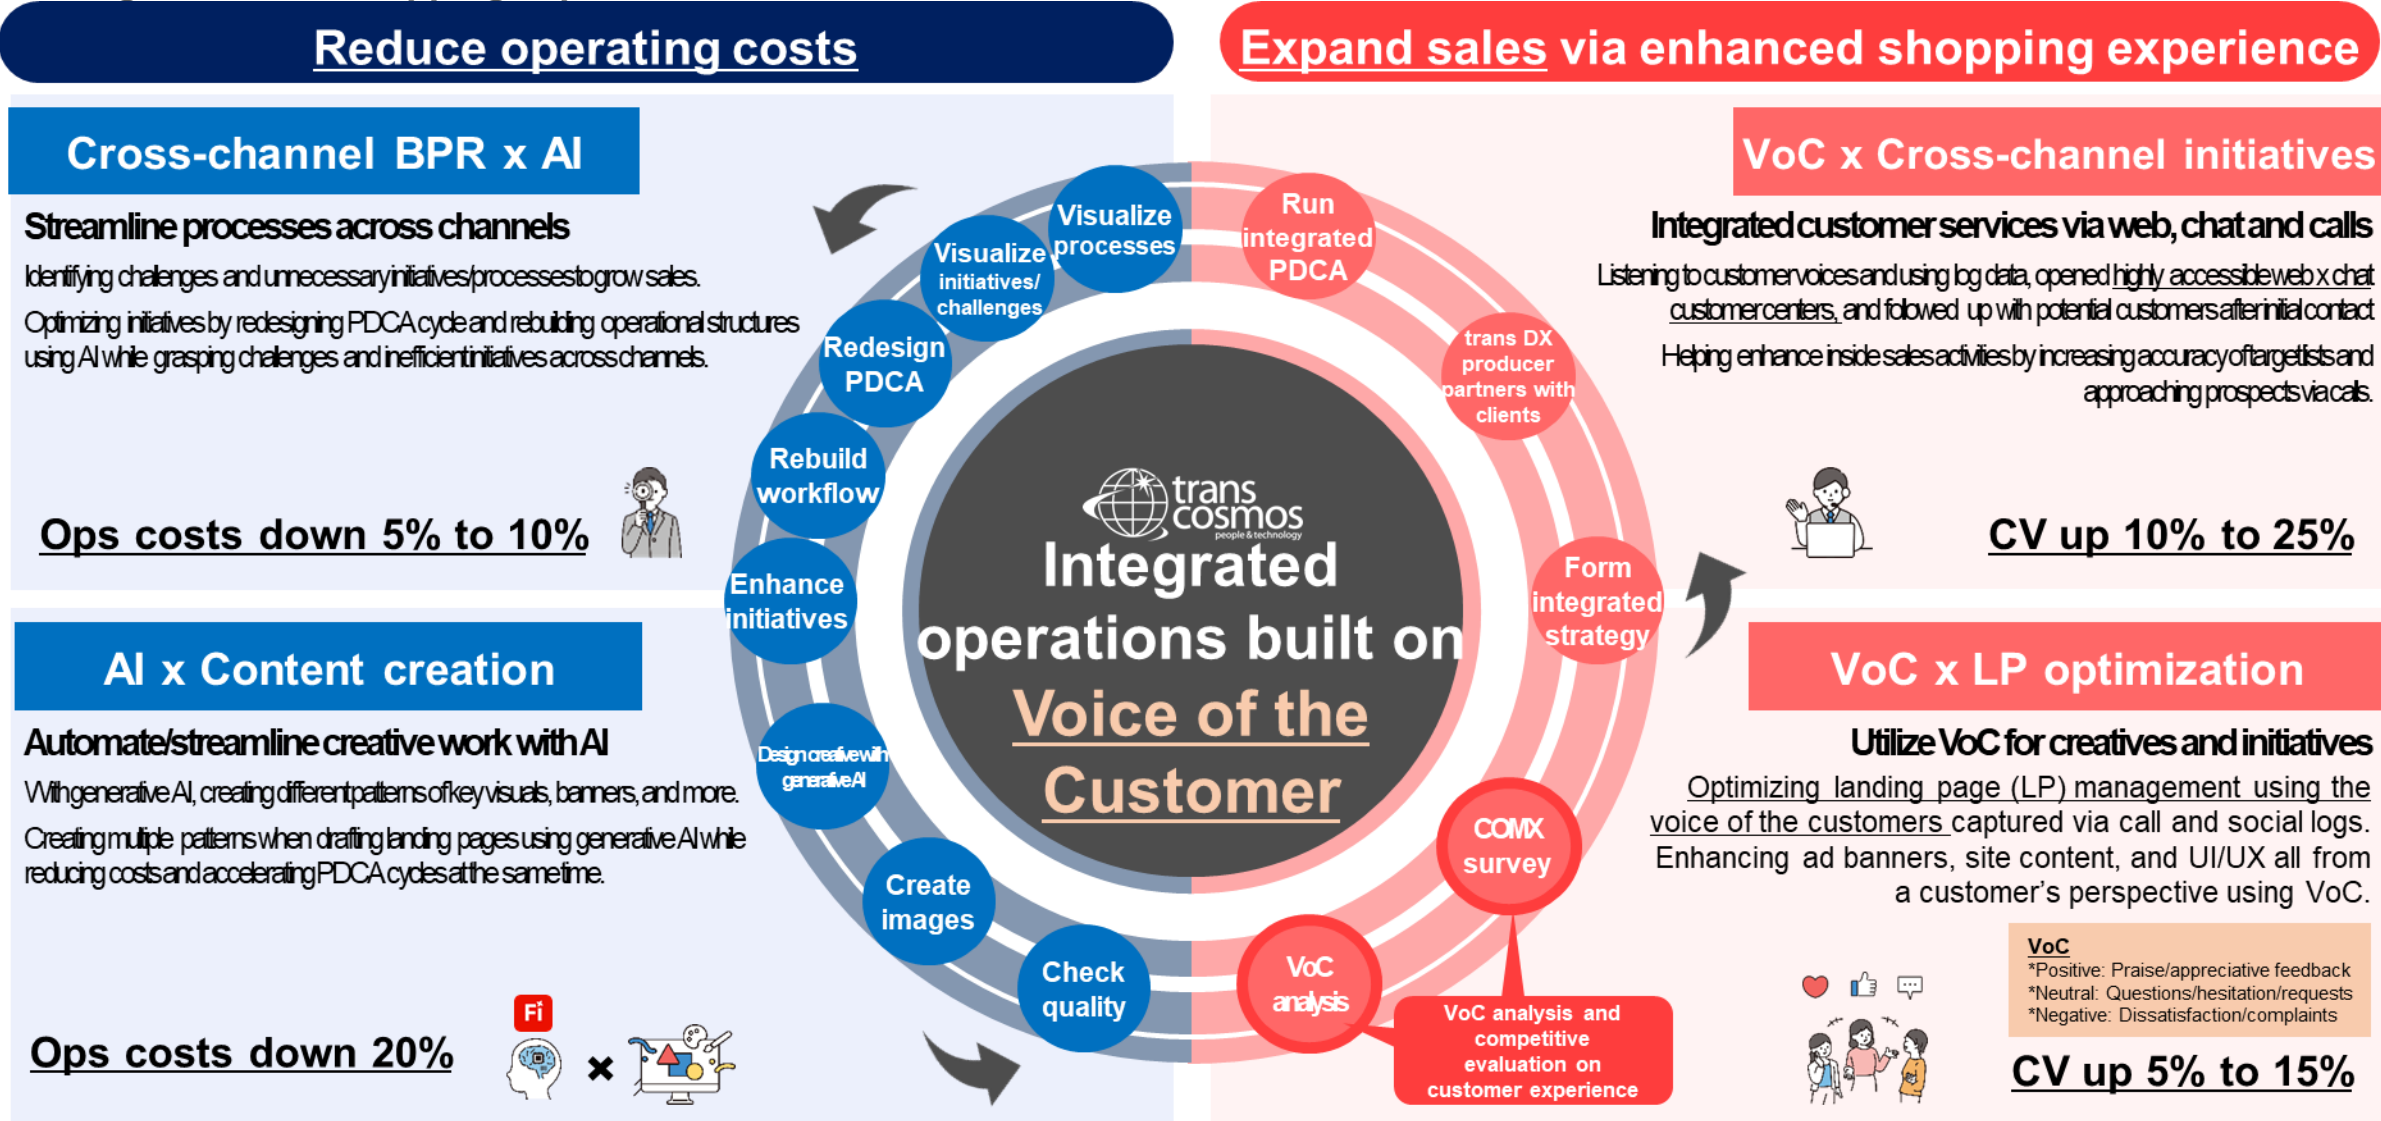 Reduce operating costs
Cross-channel BPR x AI
Streamline processes across channels
Identifying challenges and unnecessary initiatives/processes to grow sales.
Optimizing initiatives by redesigning PDCA cycle and rebuilding operational structures
using AI while grasping challenges and inefficient initiatives across channels.
Ops costs down 5% to 10%
AI x Content creation
Automate/streamline creative work with AI
With generative AI, creating different patterns of key visuals, banners, and more.
Creating multiple patterns when drafting landing pages using generative AI while
reducing costs and accelerating PDCA cycles at the same time.
Ops costs down 20%
Fi
Visualize
processes
Visualize
initiatives/
challenges
Redesign
PDCA
Rebuild
workflow
Enhance
initiatives
Design creative with
generative AI
Create
images
Check
quality
trans
cosmos
people & technology
Integrated
operations built on
Voice of the
Customer
Expand sales via enhanced shopping experience
Run
integrated
PDCA
trans DX
producer
partners with
clients
Form
integrated
strategy
COMX
survey
VoC
analysis
VoC analysis and
competitive
evaluation on
customer experience
VoC x Cross-channel initiatives
Integrated customer services via web, chat and calls
Listening to customer voices and using log data, opened highly accessible web x chat
customer centers, and followed up with potential customers after initial contact
Helping enhance inside sales activities by increasing accuracy of target lists and
approaching prospects via calls.
CV up 10% to 25%
VoC x LP optimization
Utilize VoC for creatives and initiatives
Optimizing landing page (LP) management using the
voice of the customers captured via call and social logs.
Enhancing ad banners, site content, and UI/UX all from
a customer’s perspective using VoC.
VoC
*Positive: Praise/appreciative feedback
*Neutral: Questions/hesitation/requests
*Negative: Dissatisfaction/complaints
CV up 5% to 15%